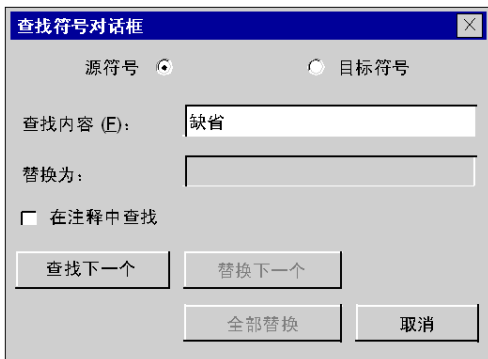 查找符号对话框
源符号 目标符号
查找内容 (F)： 缺省
替换为：
在注释中查找
查找下一个 替换下一个
全部替换 取消